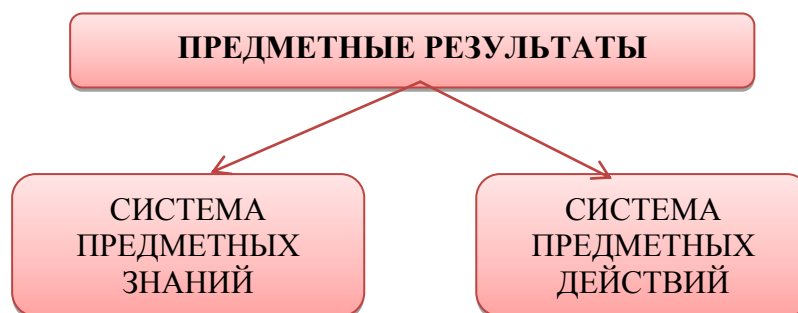 ПРЕДМЕТНЫЕ РЕЗУЛЬТАТЫ
СИСТЕМА
ПРЕДМЕТНЫХ
ЗНАНИЙ
СИСТЕМА
ПРЕДМЕТНЫХ
ДЕЙСТВИЙ